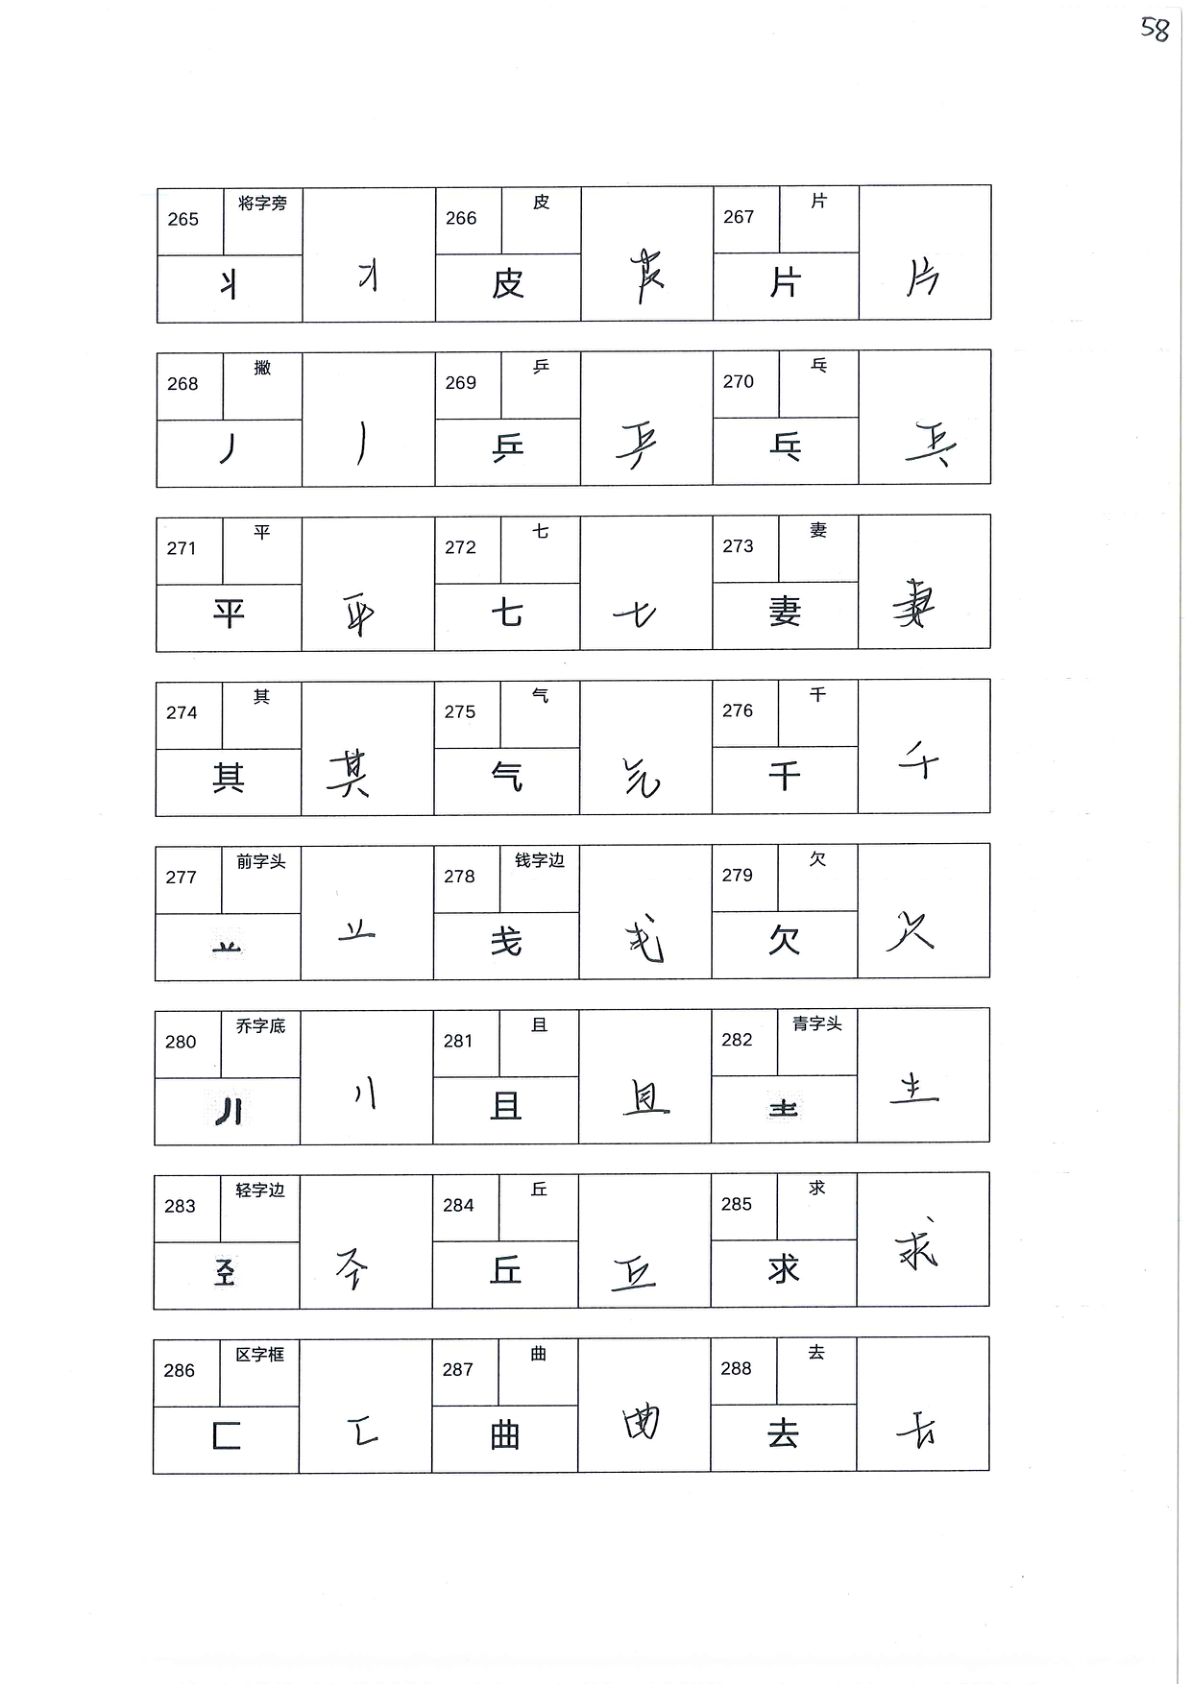 58
265 将字旁 丬 丬 266 皮 皮 皮 267 片 片 片
268 撇 丿 丿 269 乒 乒 乒 270 乓 乓 乓
271 平 平 平 272 七 七 七 273 妻 妻 妻
274 其 其 其 275 气 气 气 276 千 千 千
277 前字头 䒑 䒑 278 钱字边 戋 戋 279 欠 欠 欠
280 乔字底 丿丨 丿丨 281 且 且 且 282 青字头 龶 龶
283 轻字边 𢀖 𢀖 284 丘 丘 丘 285 求 求 求
286 区字框 匚 匚 287 曲 曲 曲 288 去 去 去